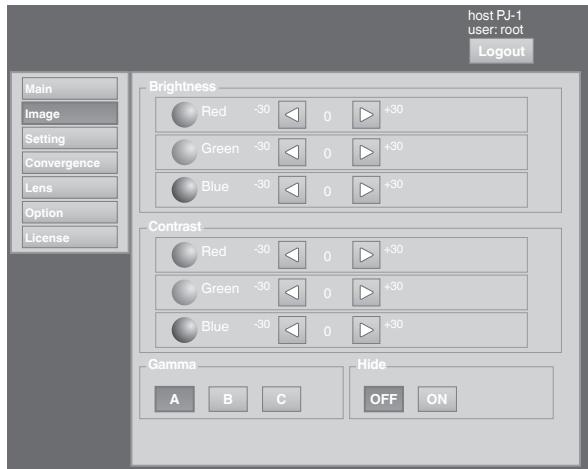 host PJ-1
user: root
Logout
Main
Image
Setting
Convergence
Lens
Option
License
Brightness
Red -30 0 +30
Green -30 0
Blue -30 0 +30
Contrast
Red -30 0 +30
Green -30 0 +30
Blue -30 0 +30
Gamma
A B C
Hide
OFF ON